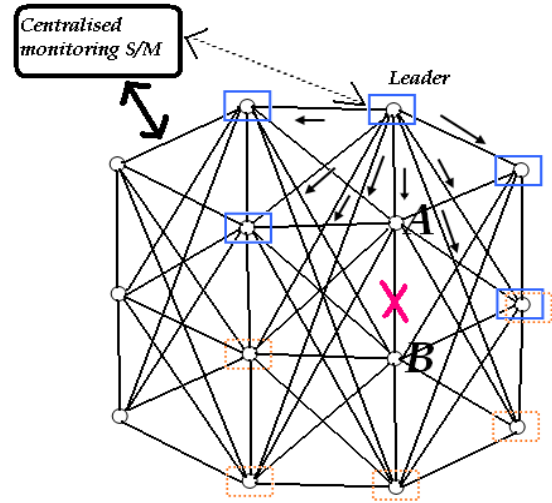 Centralised
monitoring S/M
Leader
A
B